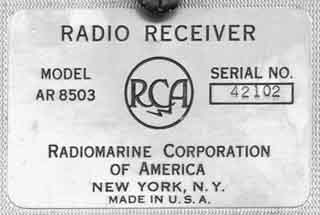 RADIO RECEIVER
MODEL
AR 8503
RCA
SERIAL NO.
42102
RADIOMARINE CORPORATION
OF AMERICA
NEW YORK, N.Y.
MADE IN U.S.A.